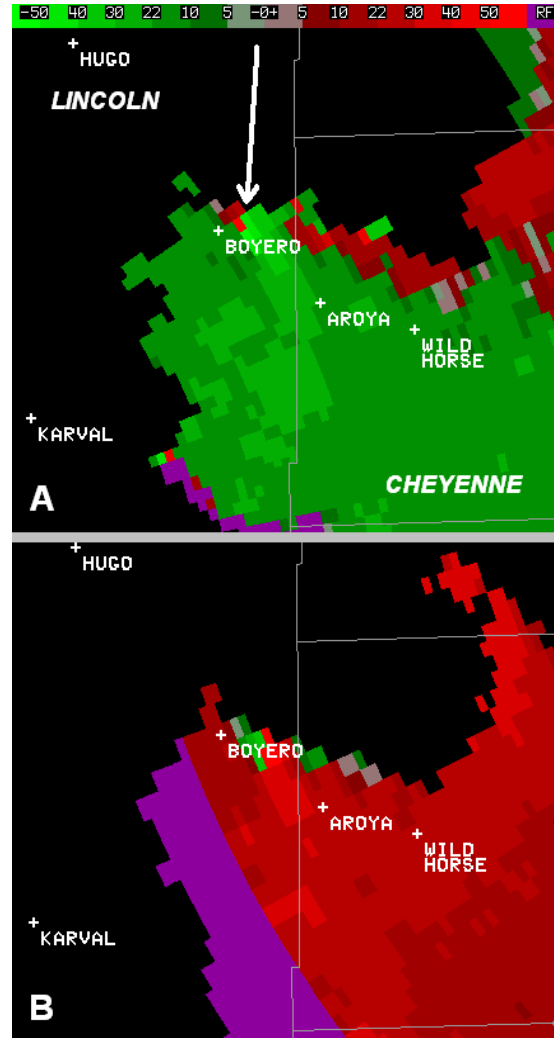 -50 40 30 22 10 5 -0+ 5 10 22 30 40 50 RF
HUGO
LINCOLN
BOYERO
AROYA
WILD
HORSE
KARVAL
CHEYENNE
A
HUGO
BOYERO
AROYA
WILD
HORSE
KARVAL
B